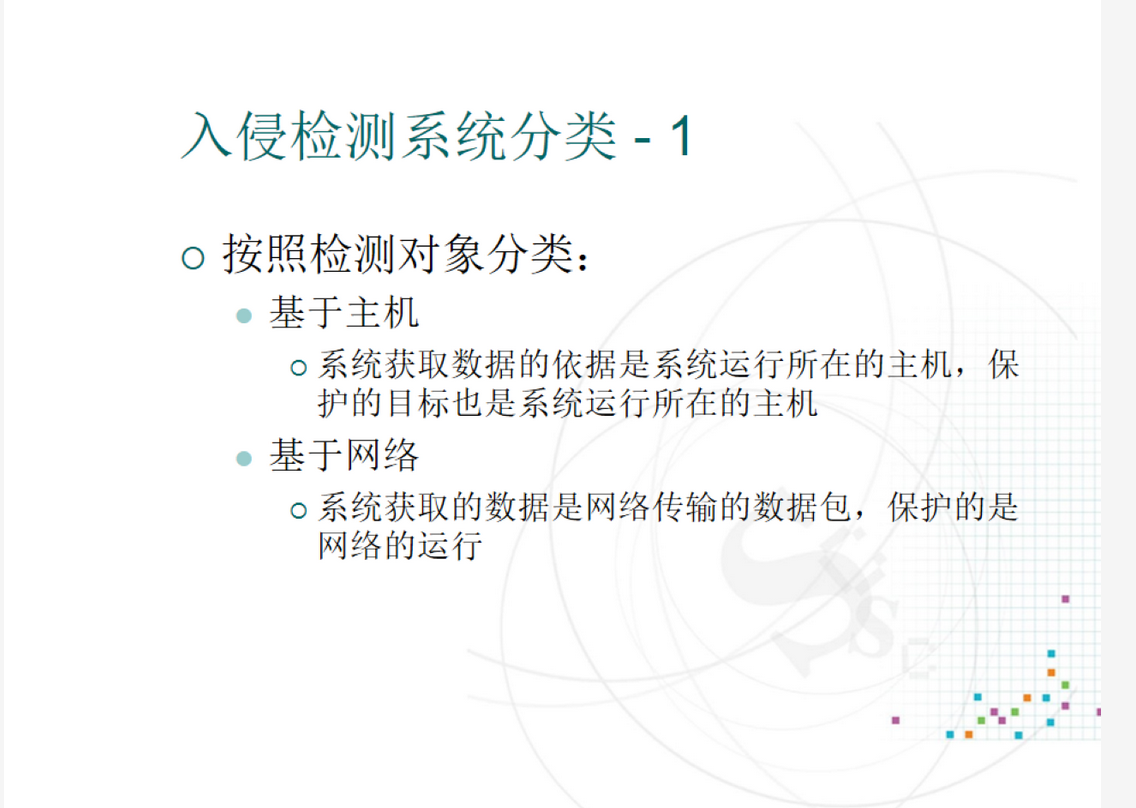 入侵检测系统分类 - 1
按照检测对象分类：
基于主机
系统获取数据的依据是系统运行所在的主机，保
护的目标也是系统运行所在的主机
基于网络
系统获取的数据是网络传输的数据包，保护的是
网络的运行